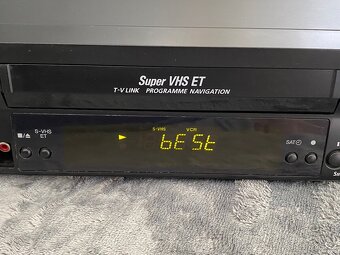 Super VHS ET
T-V LINK PROGRAMME NAVIGATION
S-VHS
ET
S-VHS VCR
bESt
SAT